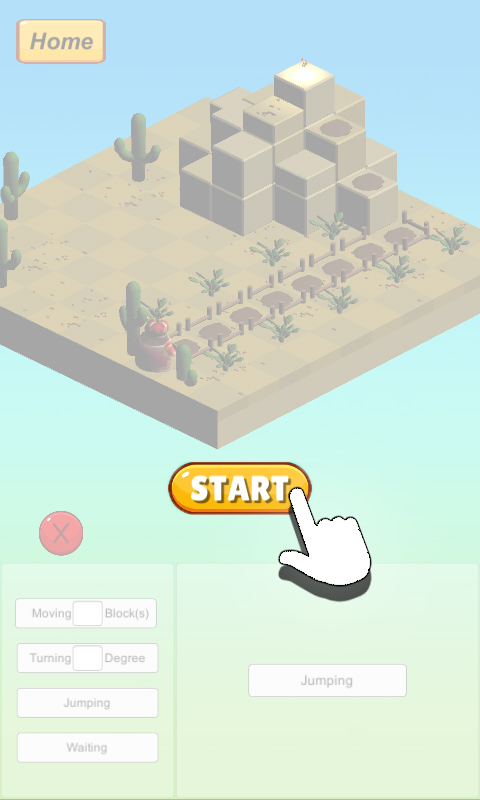 Home
START
X
Moving Block(s)
Turning Degree
Jumping
Waiting
Jumping